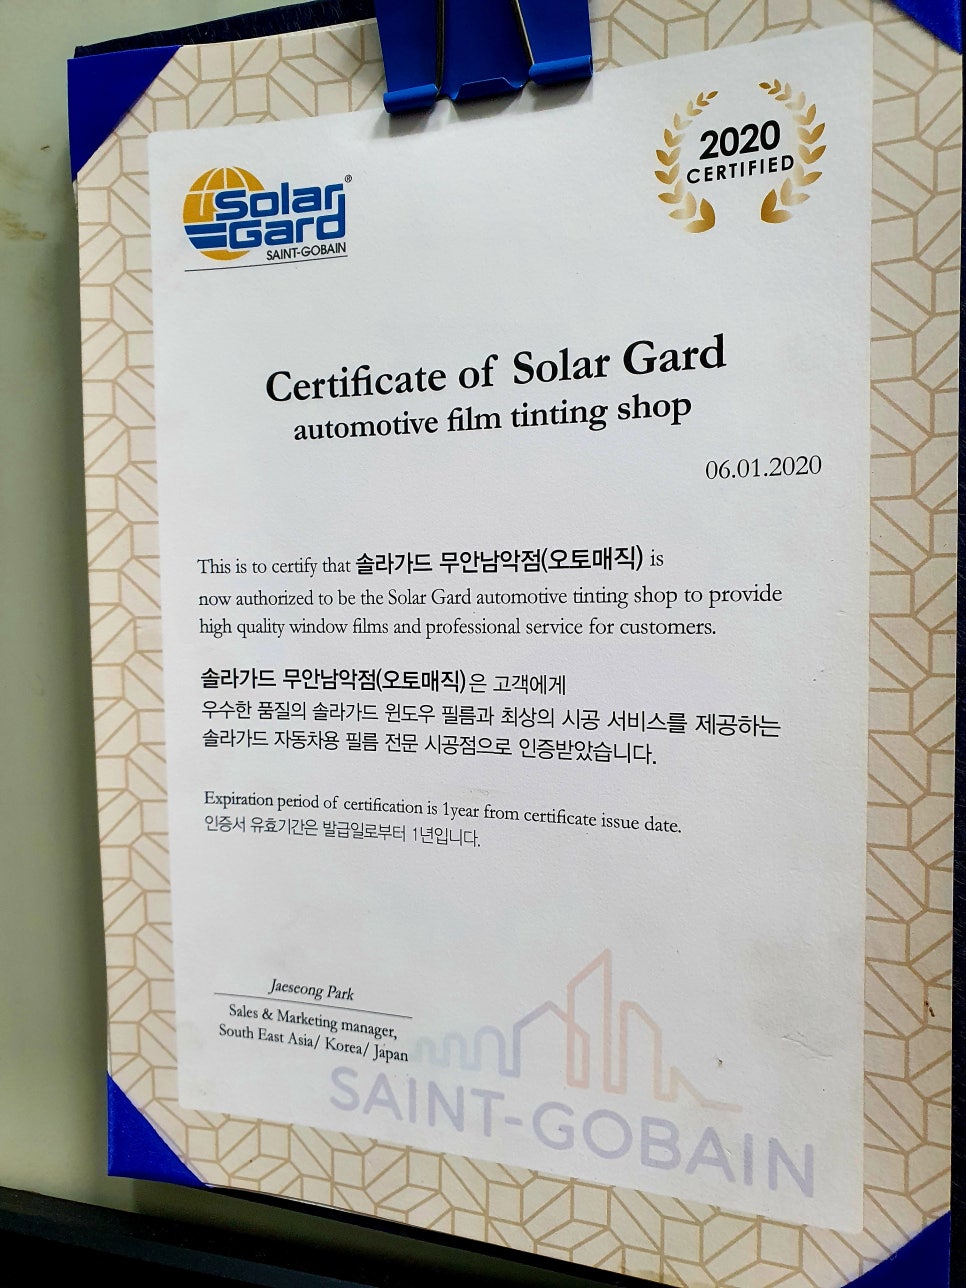 Solar
Gard®
SAINT-GOBAIN
2020
CERTIFIED
Certificate of Solar Gard
automotive film tinting shop
06.01.2020
This is to certify that 솔라가드 무안남악점(오토매직) is
now authorized to be the Solar Gard automotive tinting shop to provide
high quality window films and professional service for customers.
솔라가드 무안남악점(오토매직)은 고객에게
우수한 품질의 솔라가드 윈도우 필름과 최상의 시공 서비스를 제공하는
솔라가드 자동차용 필름 전문 시공점으로 인증받았습니다.
Expiration period of certification is 1year from certificate issue date.
인증서 유효기간은 발급일로부터 1년입니다.
Jaeseong Park
Sales & Marketing manager,
South East Asia/ Korea/ Japan
SAINT-GOBAIN